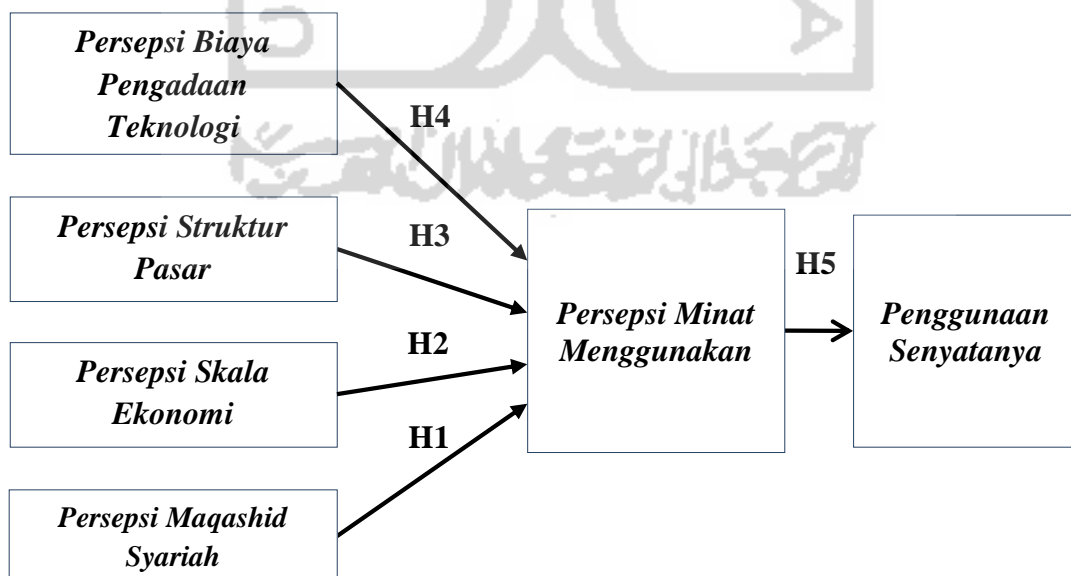 Persepsi Biaya
Pengadaan
Teknologi
H4
Persepsi Struktur
Pasar
H3
Persepsi Skala
Ekonomi
H2
Persepsi Maqashid
Syariah
H1
Persepsi Minat
Menggunakan
H5
Penggunaan
Senyatanya